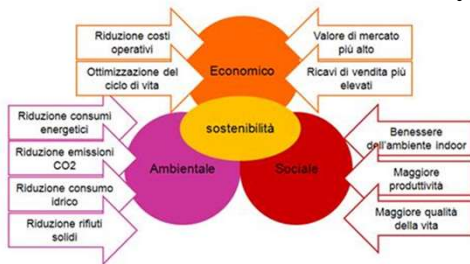 Riduzione costi
operativi
Valore di mercato
più alto
Economico
Ottimizzazione del
ciclo di vita
Ricavi di vendita più
elevati
Riduzione consumi
energetici
sostenibilità
Benessere
dell'ambiente indoor
Riduzione emissioni
CO2
Ambientale
Sociale
Maggiore
produttività
Riduzione consumo
idrico
Maggiore qualità
della vita
Riduzione rifiuti
solidi